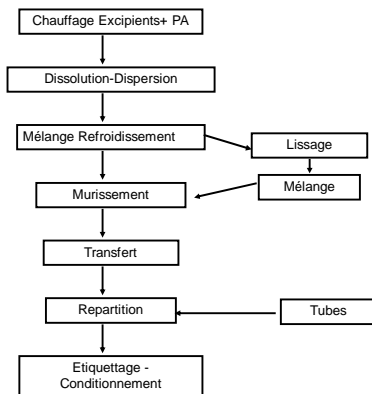 Chauffage Excipients+ PA
Dissolution-Dispersion
Mélange Refroidissement
Lissage
Mélange
Murissement
Transfert
Repartition
Tubes
Etiquettage -
Conditionnement